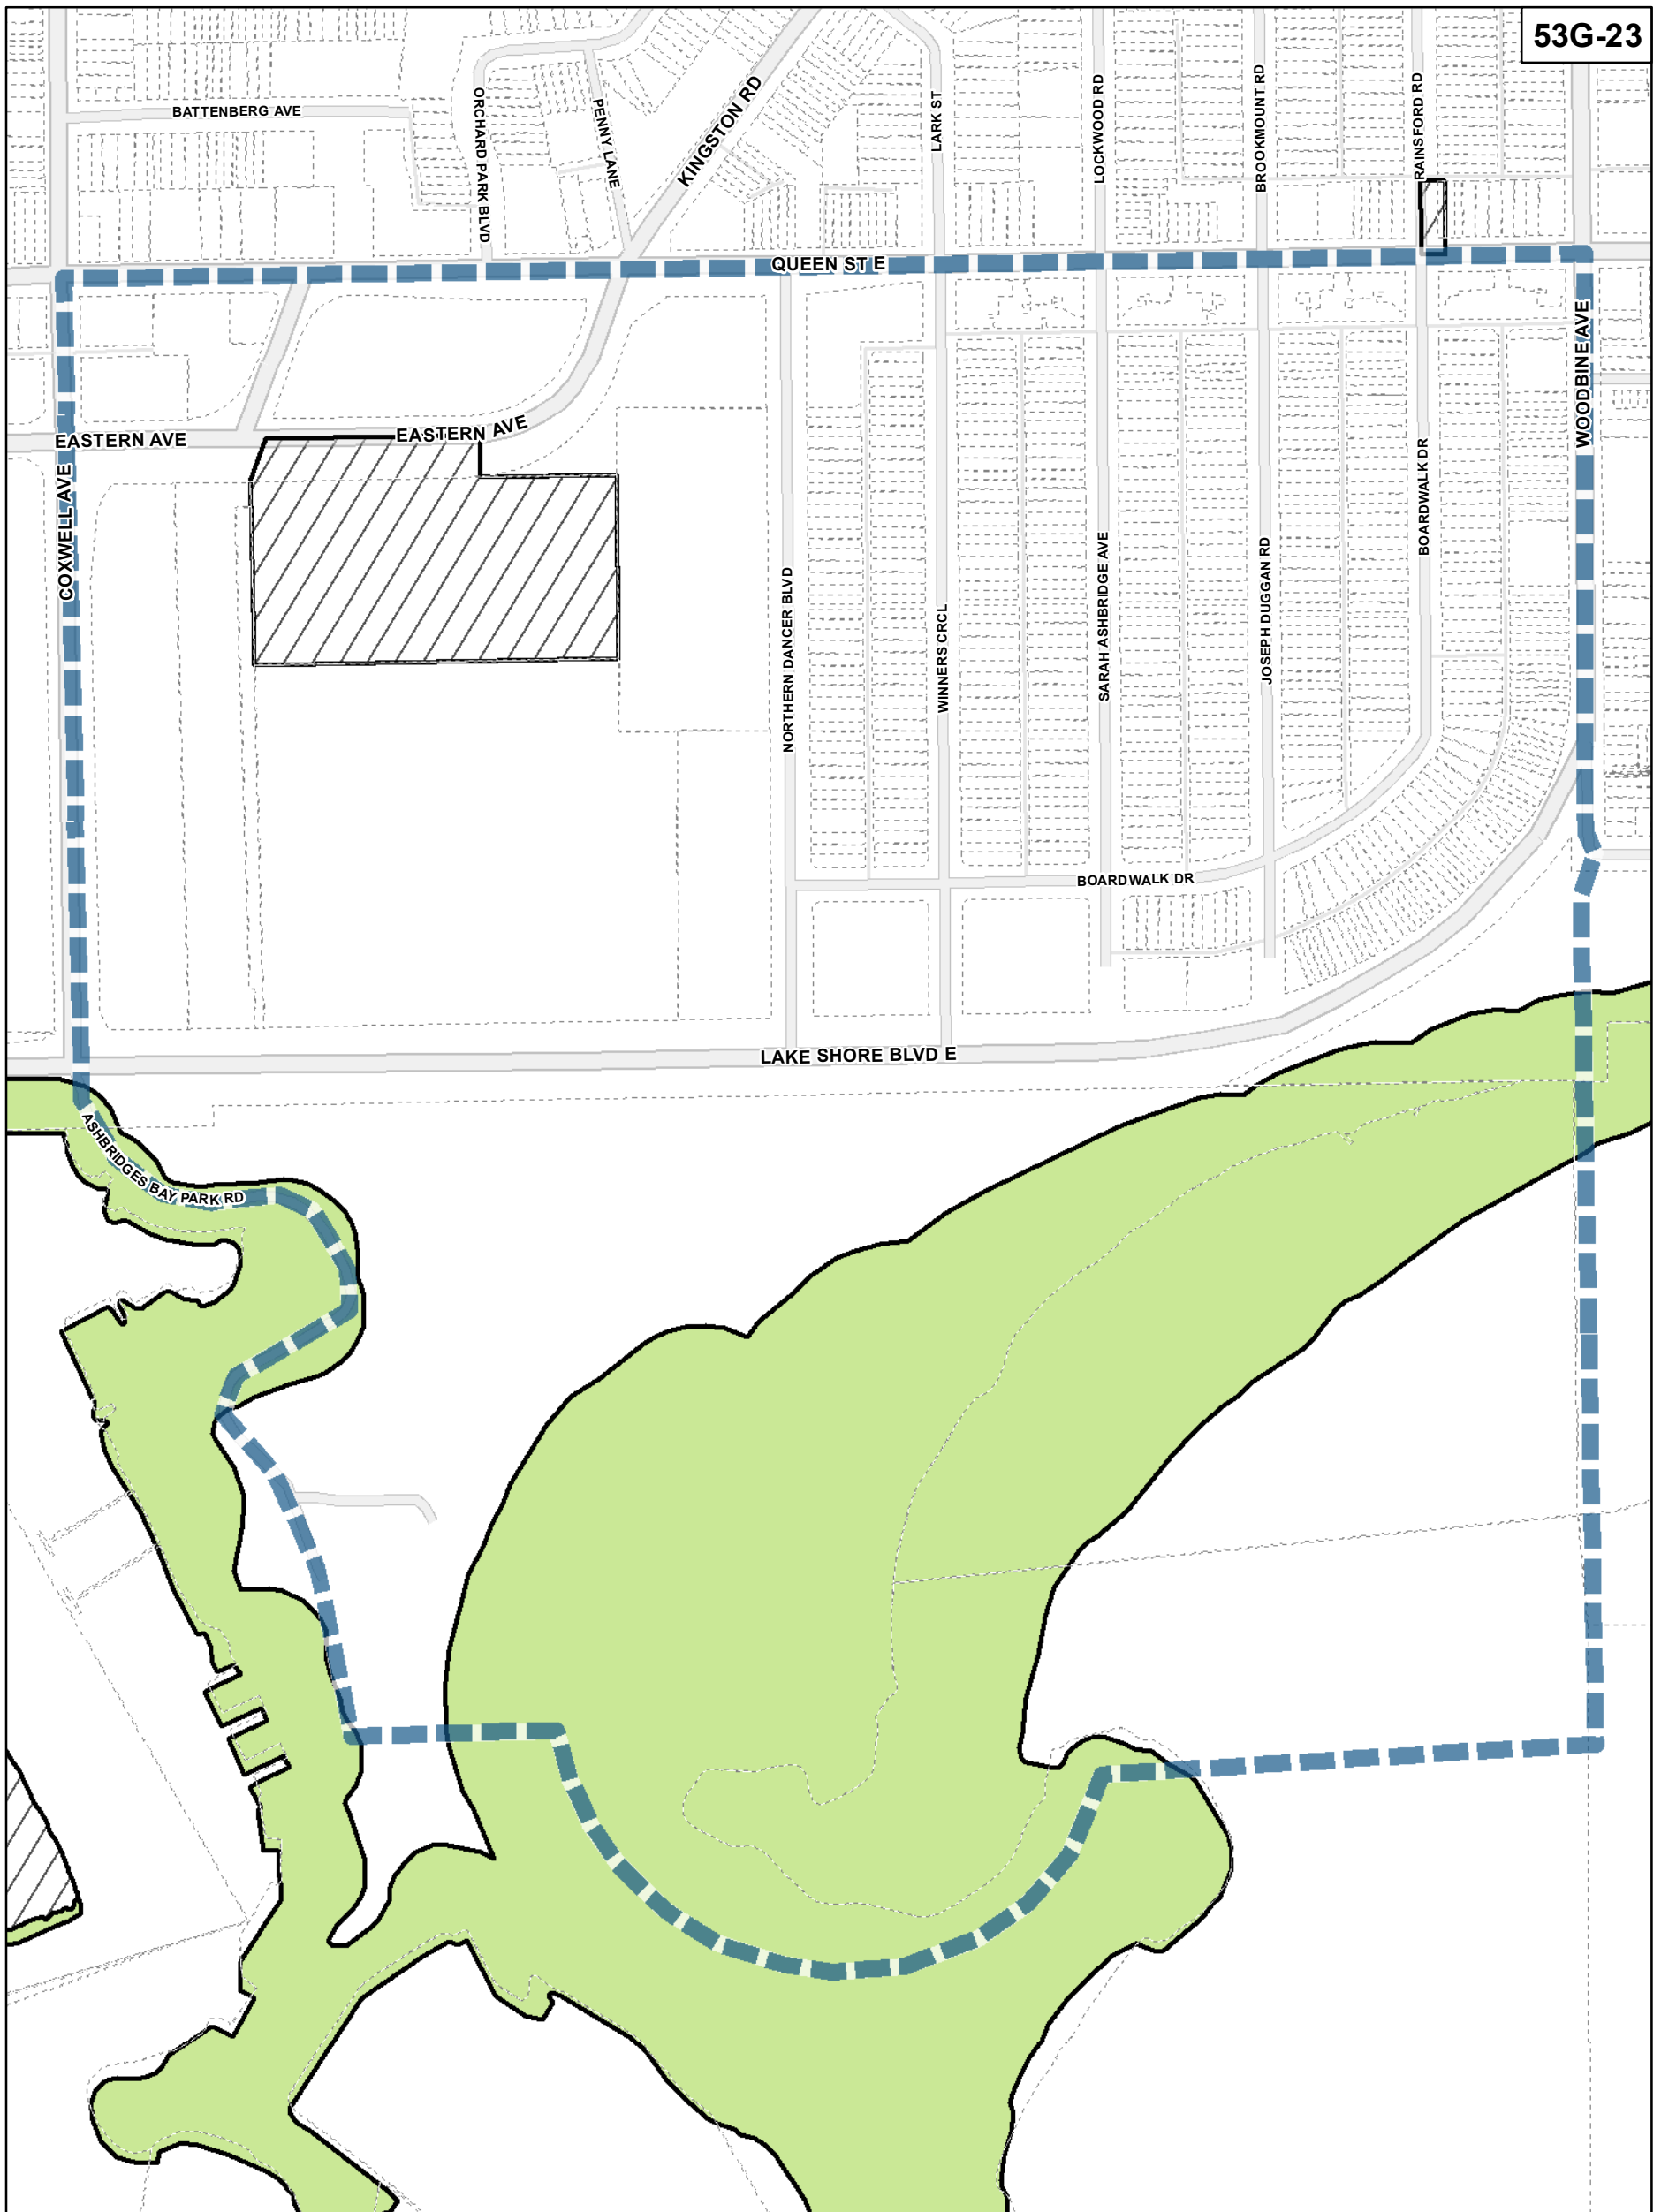 53G-23
BATTENBERG AVE
ORCHARD PARK BLVD
PENNY LANE
KINGSTON RD
LARK ST
LOCKWOOD RD
BROOKMOUNT RD
RAINSFORD RD
QUEEN ST E
EASTERN AVE
EASTERN AVE
COXWELL AVE
WOODBINE AVE
NORTHERN DANCER BLVD
WINNERS CRCL
SARAH ASHBRIDGE AVE
JOSEPH DUGGAN RD
BOARDWALK DR
BOARDWALK DR
LAKE SHORE BLVD E
ASHBRIDGES BAY PARK RD